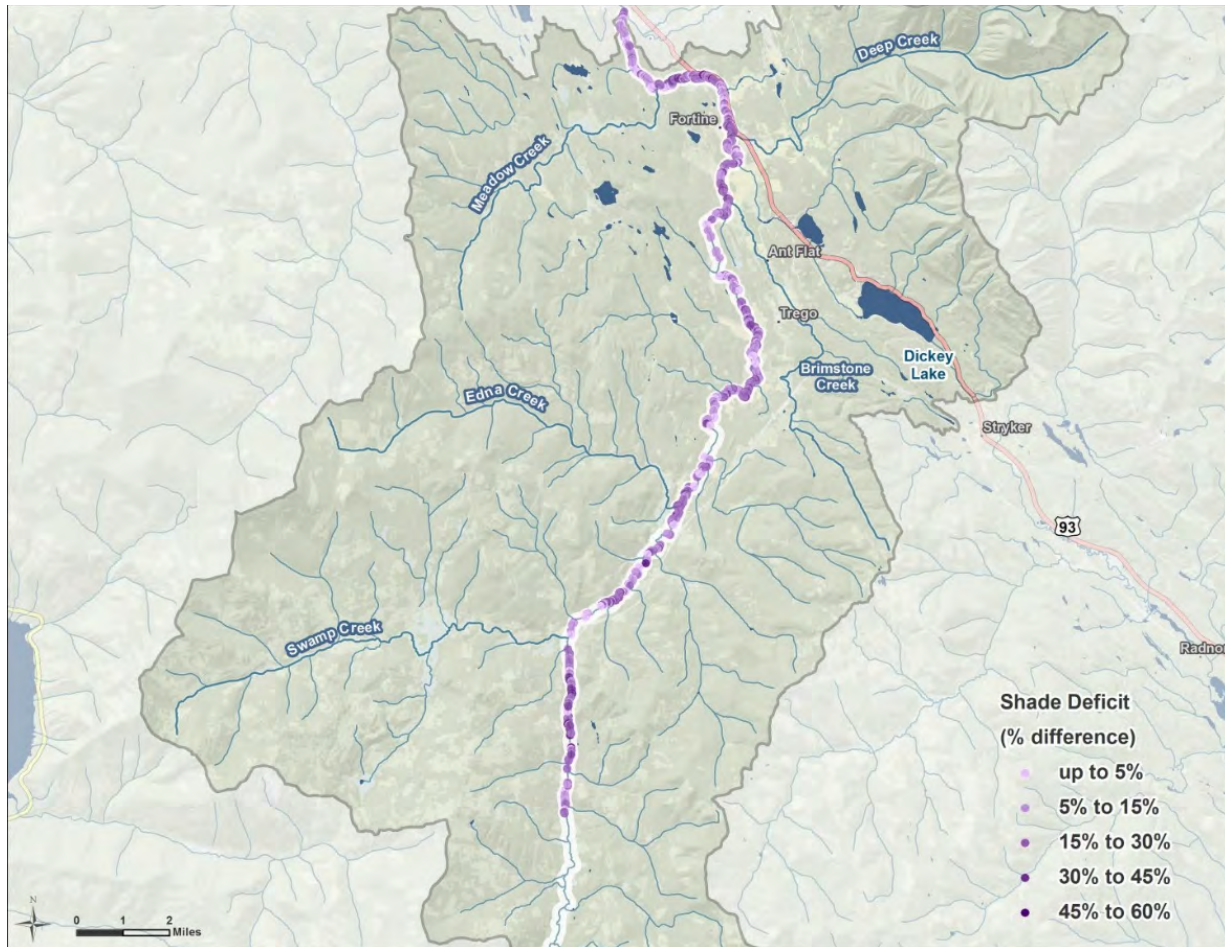 Deep Creek
Fortine
Meadow Creek
Ant Flat
Trego
Dickey
Lake
Brimstone
Creek
Edna Creek
Stryker
93
Swamp Creek
Radnor
Shade Deficit
(% difference)
up to 5%
5% to 15%
15% to 30%
30% to 45%
45% to 60%
N
0 1 2
Miles